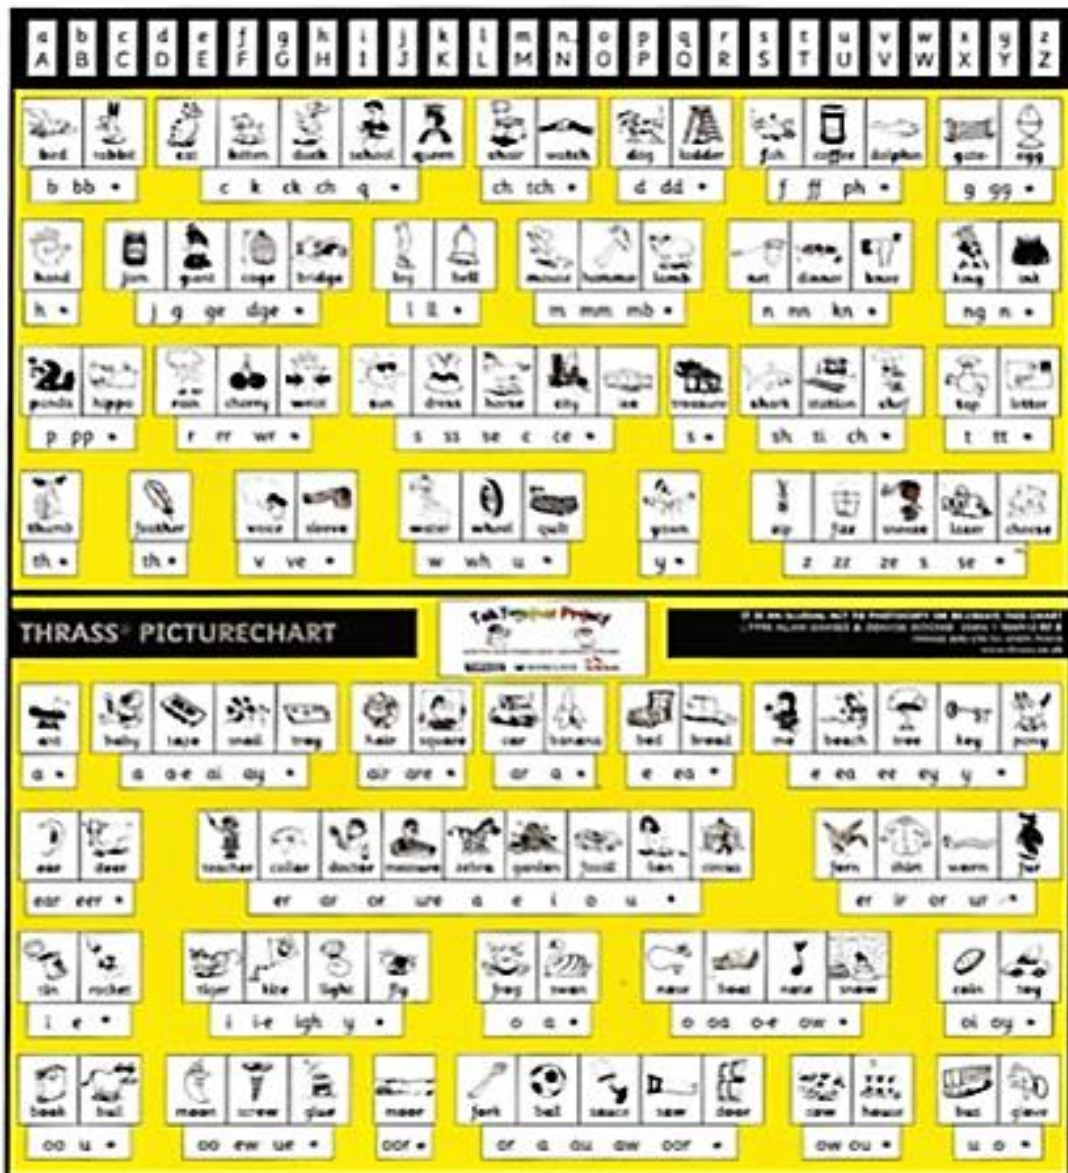 a b c d e f g h i j k l m n o p q r s t u v w x y z
A B C D E F G H I J K L M N O P Q R S T U V W X Y Z
bird rabbit cat kitten duck school queen chair watch dog ladder fish coffee dolphin gate egg
b bb * c k ck ch q * ch tch * d dd * f ff ph * g gg *
hand jam giant cage bridge leg bell mouse hammer lamb net dinner knee king ink
h * j g ge dge * l ll * m mm mb * n nn kn * ng n *
panda hippo rain cherry wrist sun dress horse city ice treasure shark station chef tap letter
p pp * r rr wr * s ss se c ce * s * sh ti ch * t tt *
thumb feather voice sleeve water wheel quilt yawn zip fizz sneeze laser cheese
th * th * v ve * w wh u * y * z zz ze s se *
THRASS® PICTURECHART
ant baby tape snail tray hair square car banana bed bread me beach tree key pony
a * a a-e ai ay * air are * ar a * e ea * e ea ee ey y *
ear deer teacher collar doctor measure zebra garden fossil lion circus fern shirt worm fur
ear eer * er ar or ure a e i o u * er ir or ur *
tin rocket tiger kite light fly frog swan nose boat note snow coin toy
i e * i i-e igh y * o a * o oa o-e ow * oi oy *
book bull moon screw glue moor fork ball sauce saw door cow house bus glove
oo u * oo ew ue * oor * or a au aw oor * ow ou * u o *